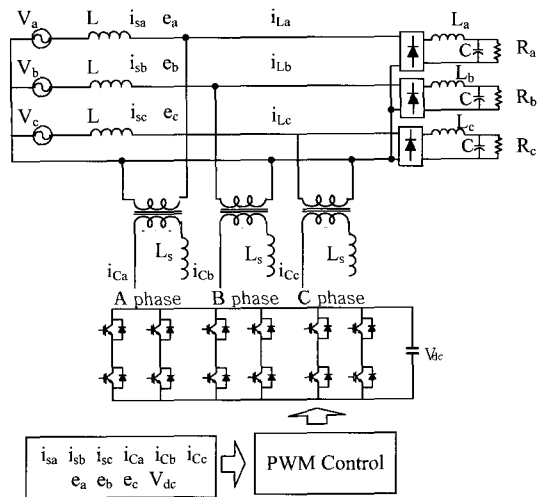 Va L isa ea iLa La
C Ra
Vb L isb eb iLb Lb
C Rb
Vc L isc ec iLc Lc
C Rc
Ls Ls Ls
iCa iCb iCc
A phase B phase C phase
Vdc
isa isb isc iCa iCb iCc
ea eb ec Vdc
PWM Control